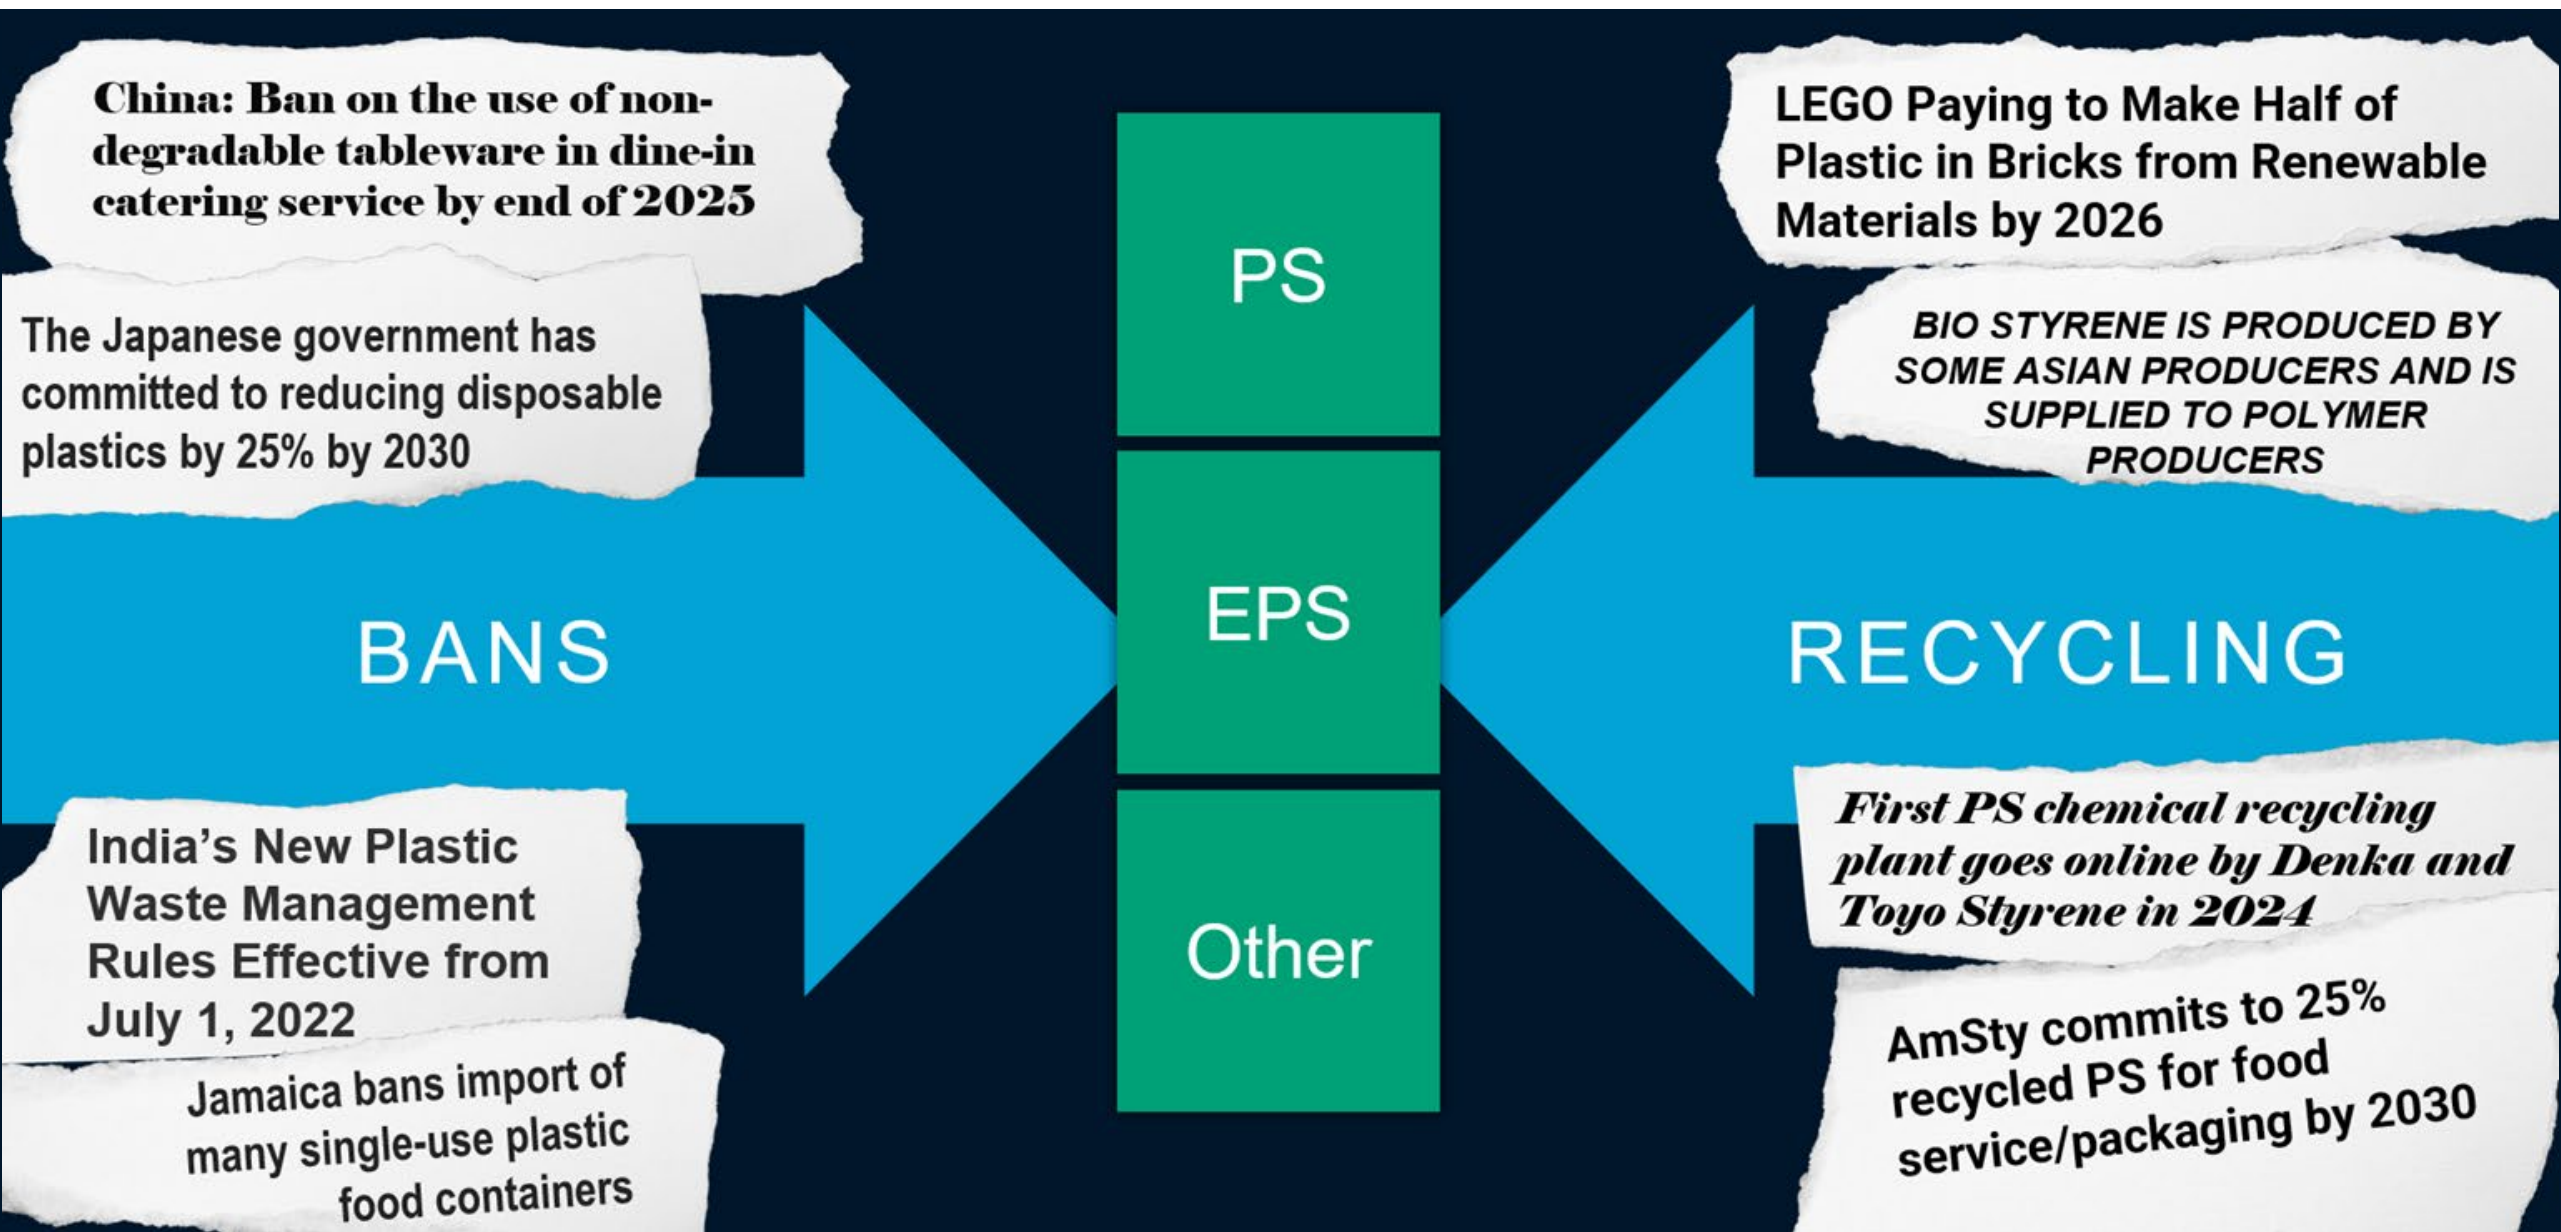 China: Ban on the use of non-
degradable tableware in dine-in
catering service by end of 2025
The Japanese government has
committed to reducing disposable
plastics by 25% by 2030
BANS
India’s New Plastic
Waste Management
Rules Effective from
July 1, 2022
Jamaica bans import of
many single-use plastic
food containers
PS
EPS
Other
LEGO Paying to Make Half of
Plastic in Bricks from Renewable
Materials by 2026
BIO STYRENE IS PRODUCED BY
SOME ASIAN PRODUCERS AND IS
SUPPLIED TO POLYMER
PRODUCERS
RECYCLING
First PS chemical recycling
plant goes online by Denka and
Toyo Styrene in 2024
AmSty commits to 25%
recycled PS for food
service/packaging by 2030